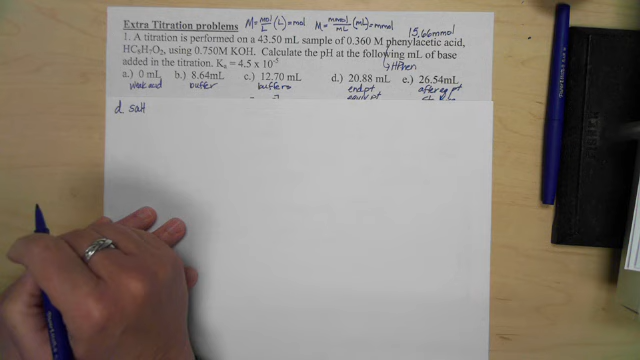 Extra Titration problems M=mol/L (L)=mol M=mmol/mL (mL)=mmol 15.66mmol
1. A titration is performed on a 43.50 mL sample of 0.360 M phenylacetic acid,
HC₈H₇O₂, using 0.750M KOH. Calculate the pH at the following mL of base
→HPhen
added in the titration. Kₐ = 4.5 x 10⁻⁵
a.) 0 mL b.) 8.64mL c.) 12.70 mL d.) 20.88 mL e.) 26.54mL
weak acid buffer buffer end pt after eq pt
equiv pt
d salt